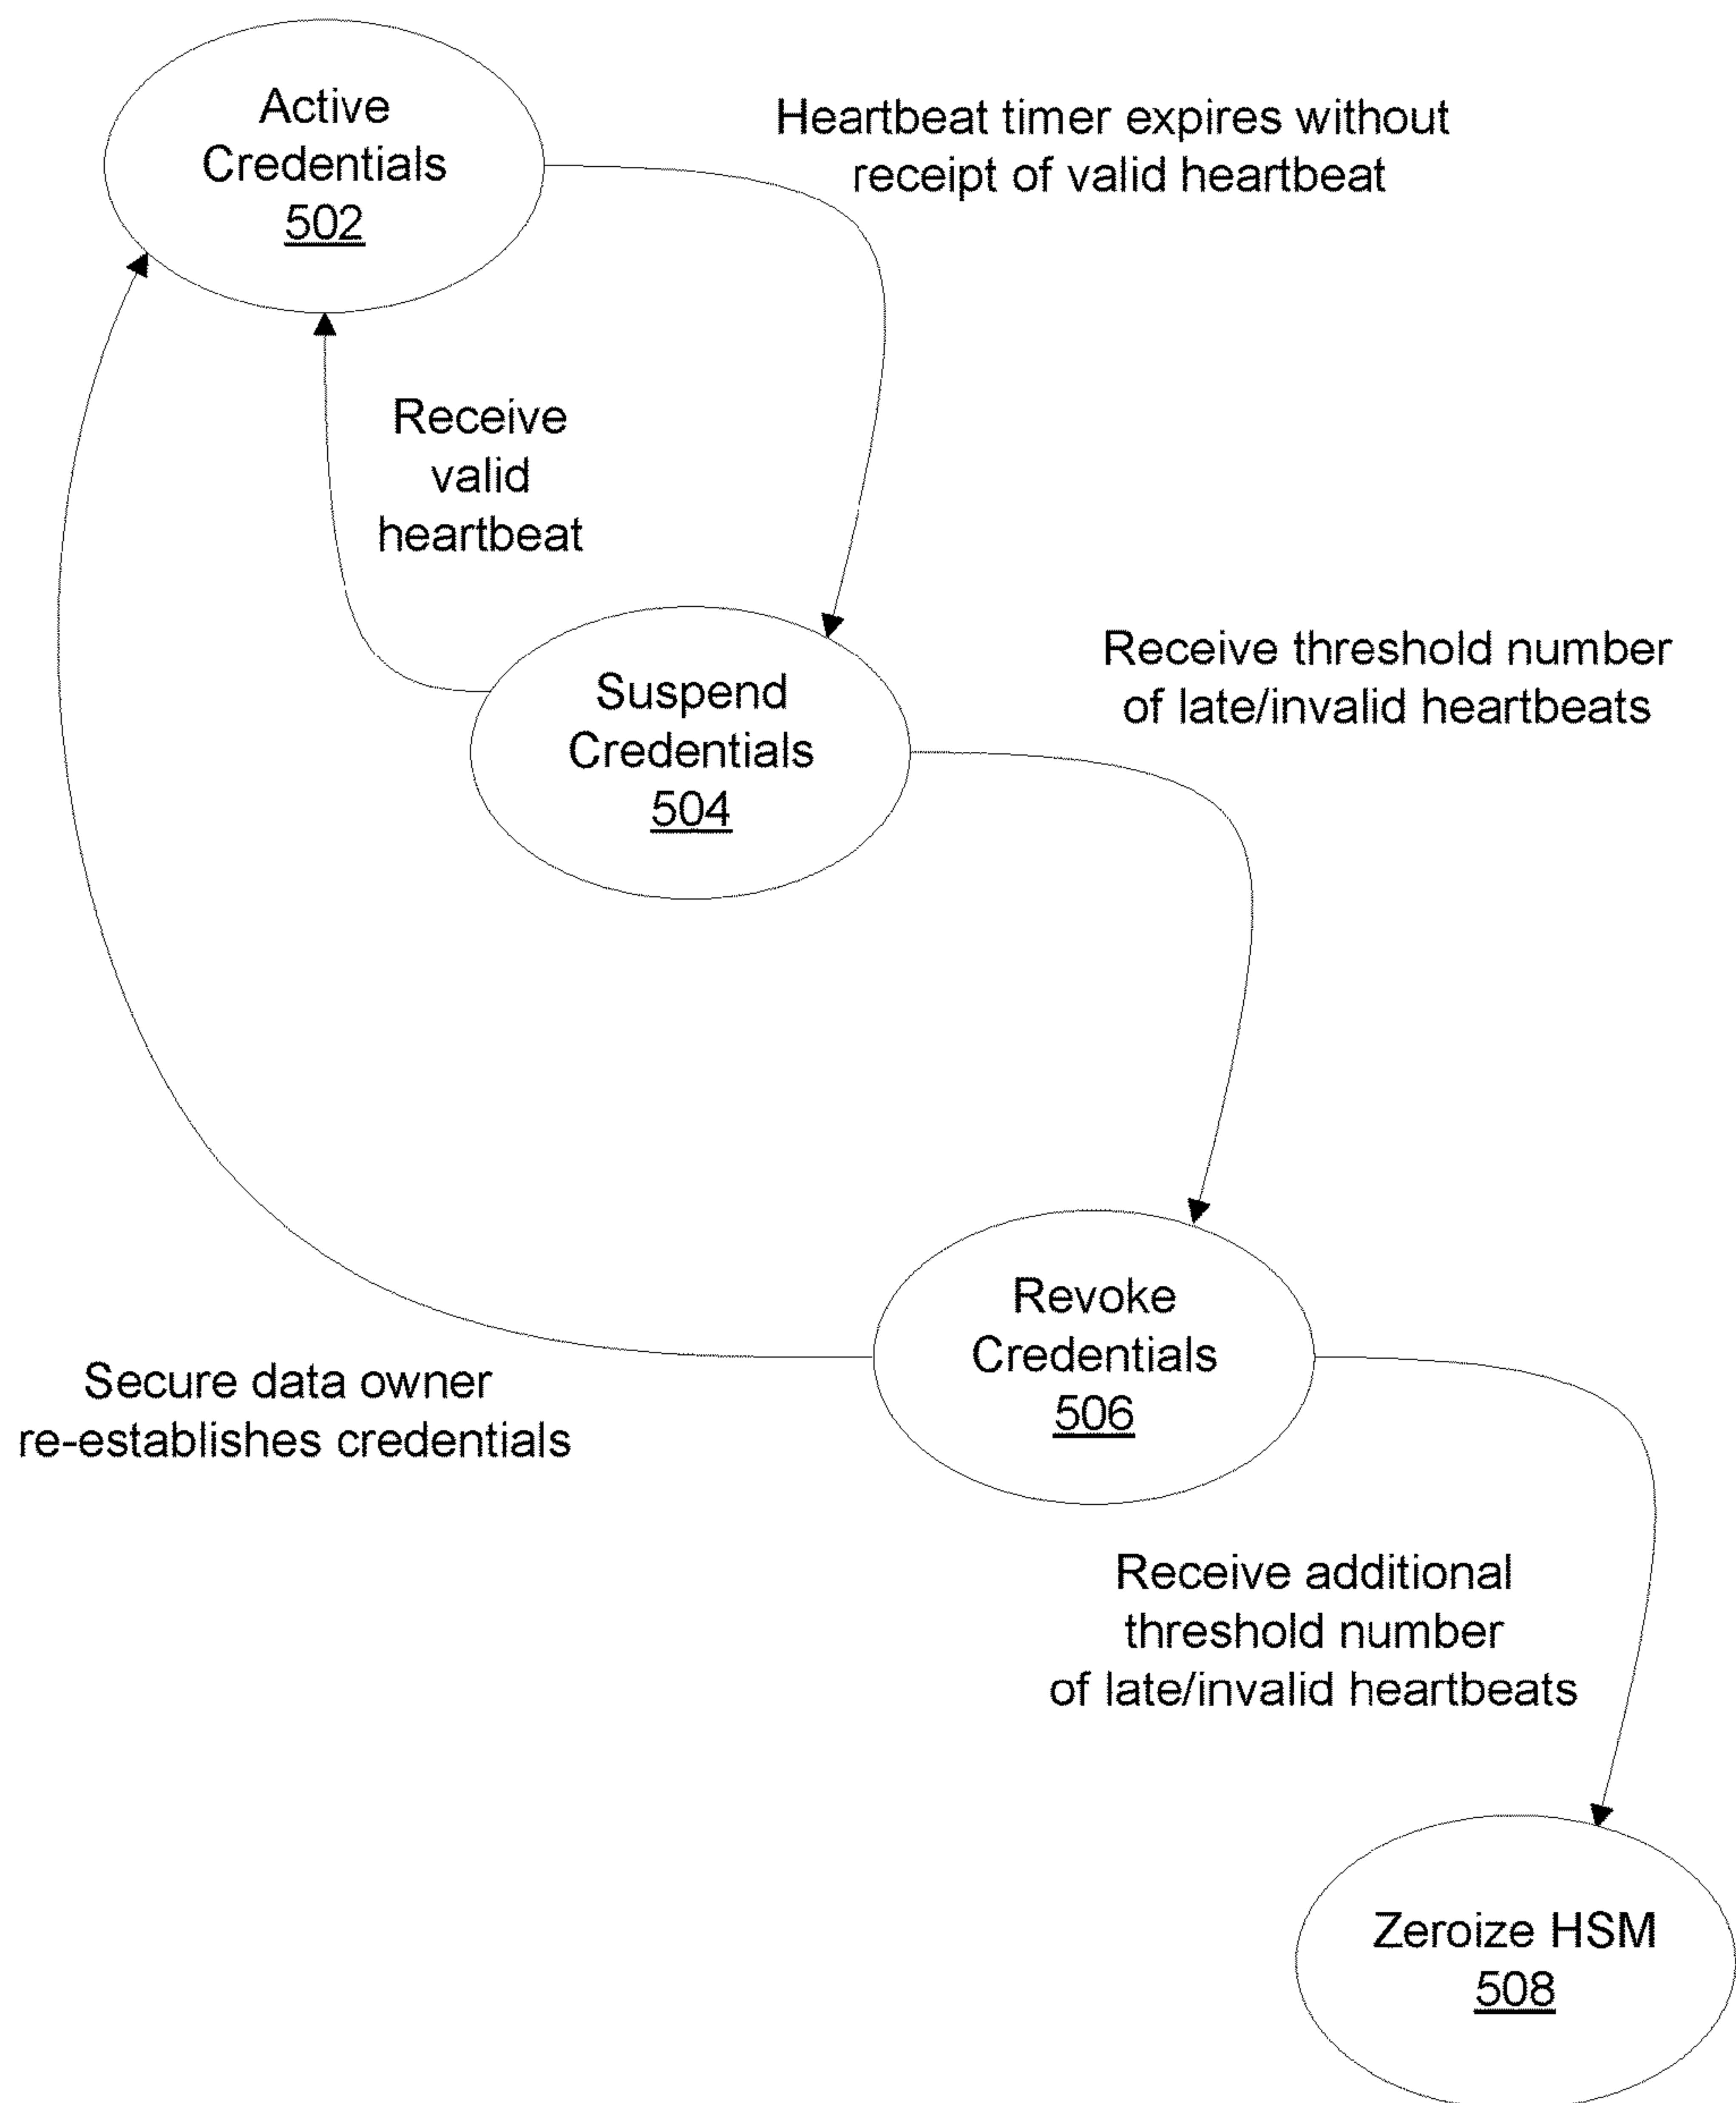 Active
Credentials
502
Heartbeat timer expires without
receipt of valid heartbeat
Receive
valid
heartbeat
Suspend
Credentials
504
Receive threshold number
of late/invalid heartbeats
Revoke
Credentials
506
Secure data owner
re-establishes credentials
Receive additional
threshold number
of late/invalid heartbeats
Zeroize HSM
508